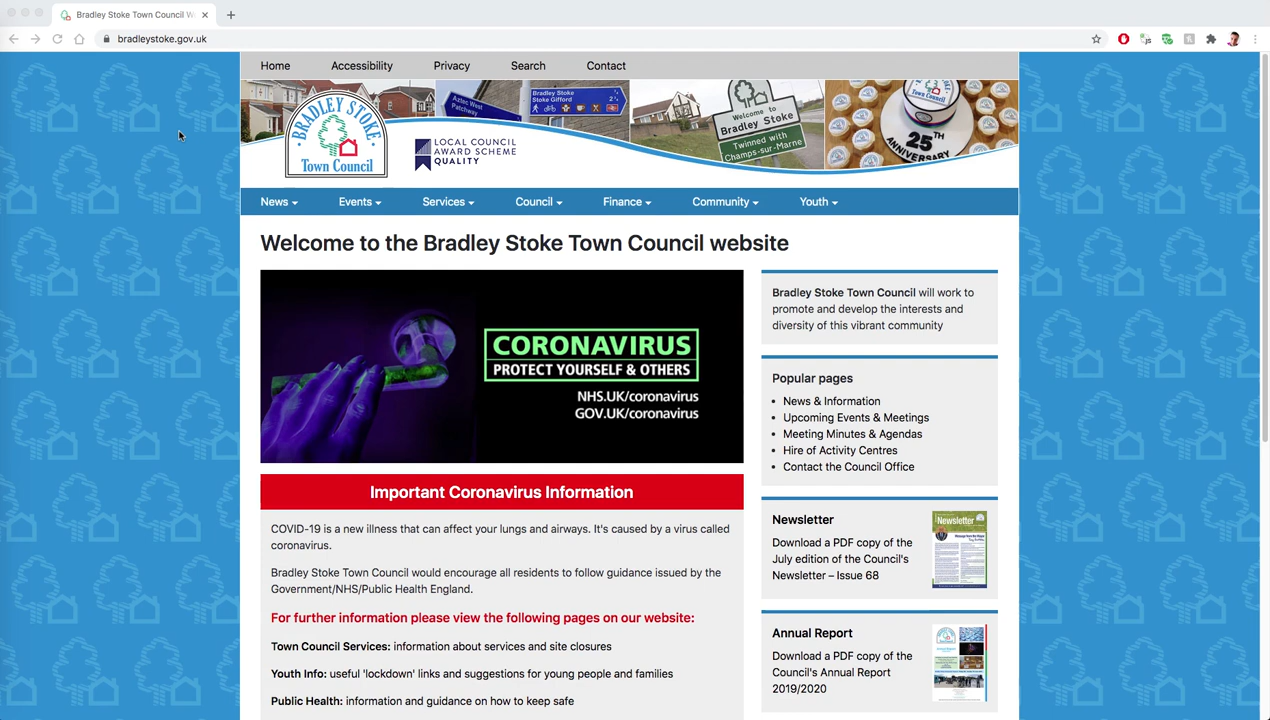 Bradley Stoke Town Council W
bradleystoke.gov.uk
Home Accessibility Privacy Search Contact
BRADLEY STOKE
Town Council
LOCAL COUNCIL
AWARD SCHEME
QUALITY
Aztec West
Patchway
Bradley Stoke
Stoke Gifford
Welcome to
Bradley Stoke
Twinned with
Champs-sur-Marne
Town Council
25TH
ANNIVERSARY
News Events Services Council Finance Community Youth
Welcome to the Bradley Stoke Town Council website
CORONAVIRUS
PROTECT YOURSELF & OTHERS
NHS.UK/coronavirus
GOV.UK/coronavirus
Important Coronavirus Information
COVID-19 is a new illness that can affect your lungs and airways. It's caused by a virus called
coronavirus.
Bradley Stoke Town Council would encourage all residents to follow guidance issued by the
Government/NHS/Public Health England.
For further information please view the following pages on our website:
Town Council Services: information about services and site closures
Youth Info: useful 'lockdown' links and suggestions for young people and families
Public Health: information and guidance on how to keep safe
Bradley Stoke Town Council will work to
promote and develop the interests and
diversity of this vibrant community
Popular pages
News & Information
Upcoming Events & Meetings
Meeting Minutes & Agendas
Hire of Activity Centres
Contact the Council Office
Newsletter
Download a PDF copy of the
July edition of the Council's
Newsletter – Issue 68
Newsletter
Annual Report
Download a PDF copy of the
Council's Annual Report
2019/2020